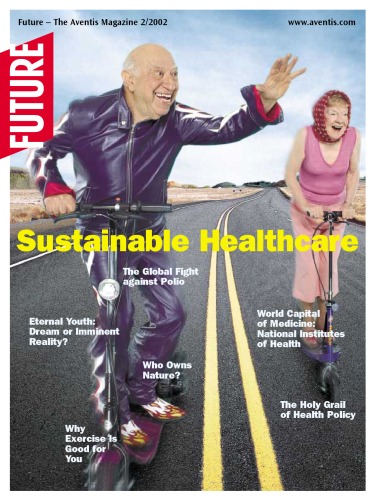 Future – The Aventis Magazine 2/2002
www.aventis.com
FUTURE
Sustainable Healthcare
The Global Fight
against Polio
Eternal Youth:
Dream or Imminent
Reality?
World Capital
of Medicine:
National Institutes
of Health
Who Owns
Nature?
The Holy Grail
of Health Policy
Why
Exercise is
Good for
You